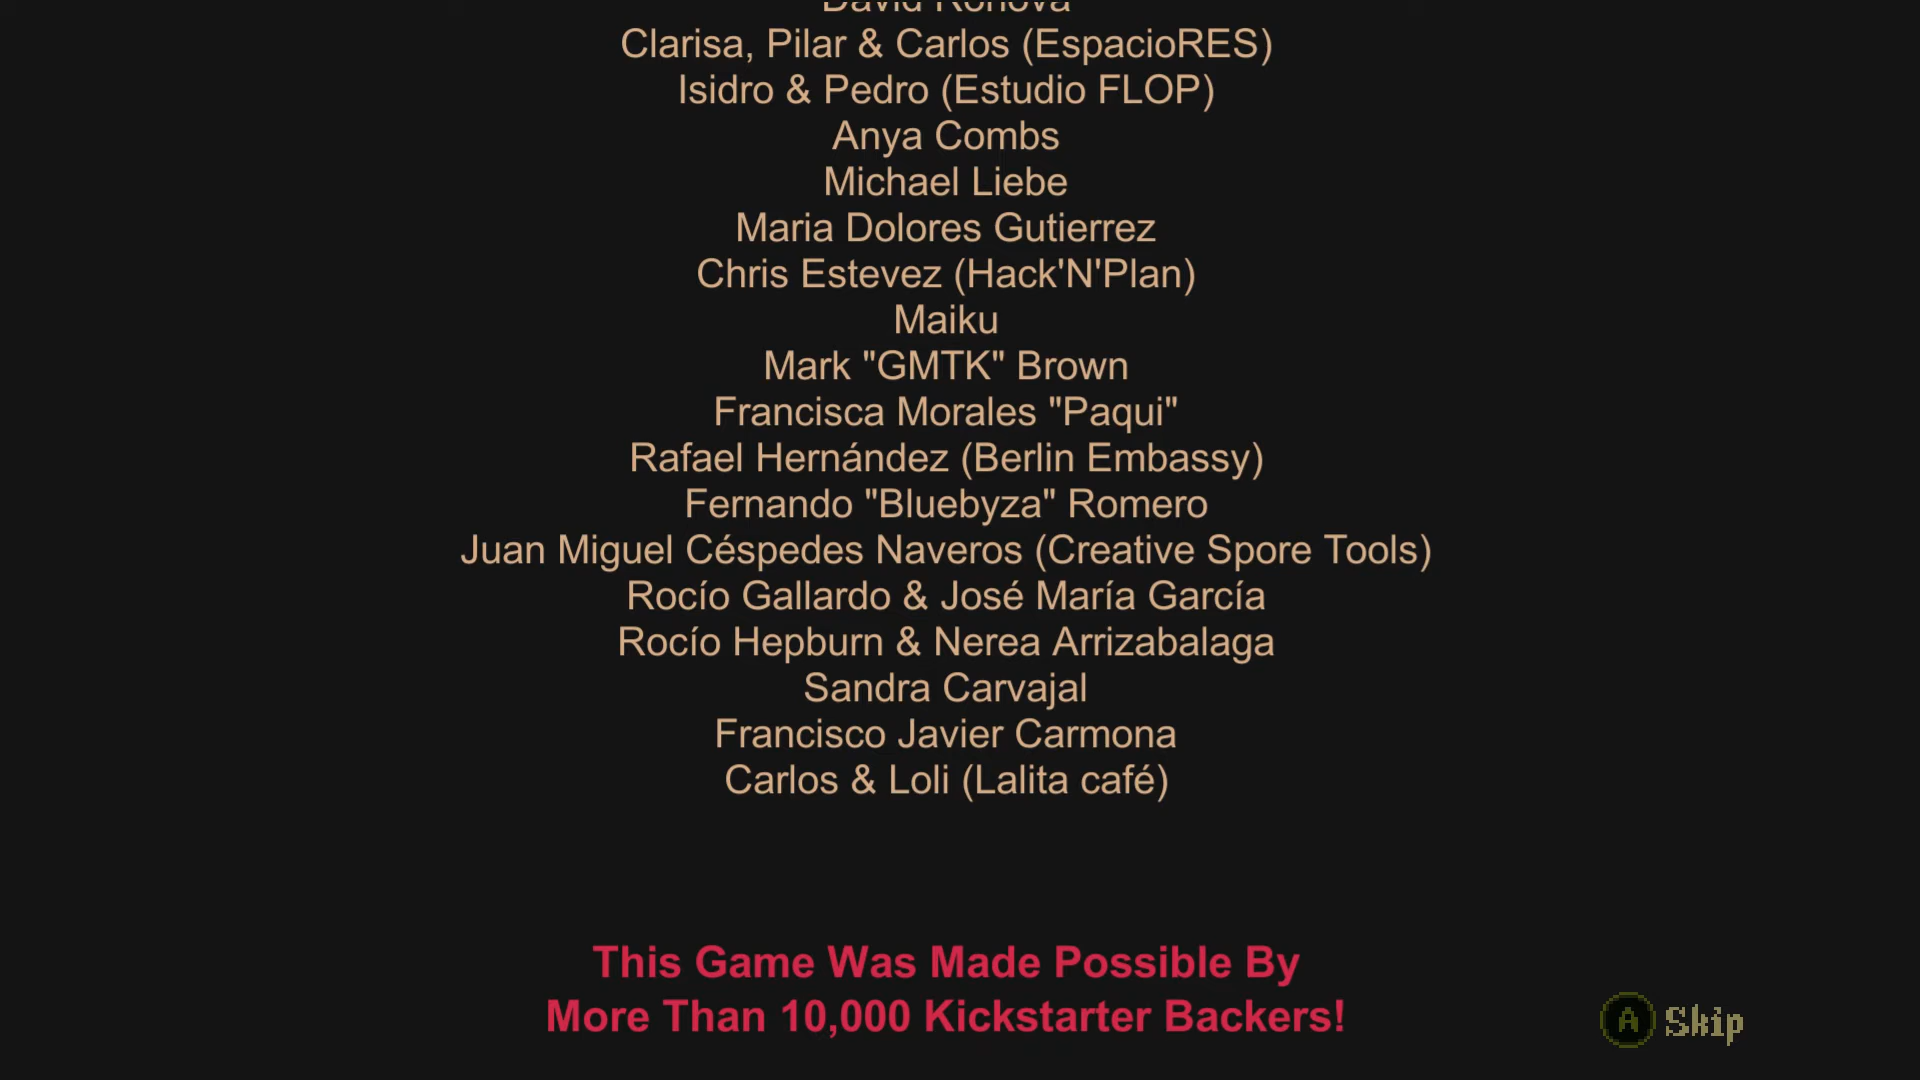 David Ronova
Clarisa, Pilar & Carlos (EspacioRES)
Isidro & Pedro (Estudio FLOP)
Anya Combs
Michael Liebe
Maria Dolores Gutierrez
Chris Estevez (Hack'N'Plan)
Maiku
Mark "GMTK" Brown
Francisca Morales "Paqui"
Rafael Hernández (Berlin Embassy)
Fernando "Bluebyza" Romero
Juan Miguel Céspedes Naveros (Creative Spore Tools)
Rocío Gallardo & José María García
Rocío Hepburn & Nerea Arrizabalaga
Sandra Carvajal
Francisco Javier Carmona
Carlos & Loli (Lalita café)
This Game Was Made Possible By
More Than 10,000 Kickstarter Backers!
A Skip